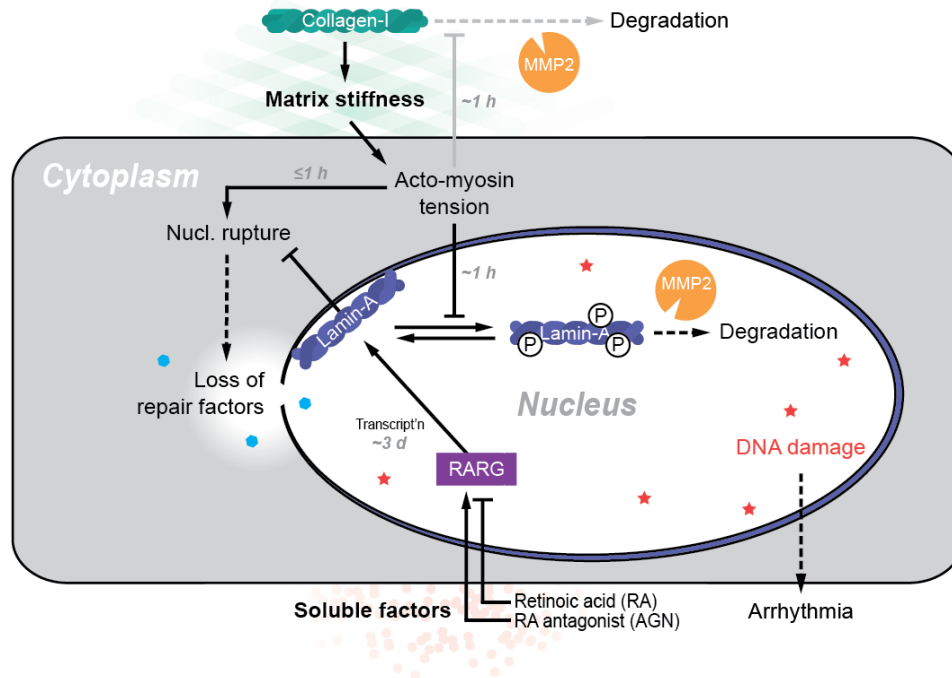 Collagen-I
Degradation
MMP2
Matrix stiffness
~1 h
Cytoplasm
≤1 h
Acto-myosin
tension
Nucl. rupture
~1 h
MMP2
Lamin-A
P
Lamin-A
P
P
Degradation
Loss of
repair factors
Nucleus
Transcript'n
~3 d
DNA damage
RARG
Soluble factors
Retinoic acid (RA)
RA antagonist (AGN)
Arrhythmia